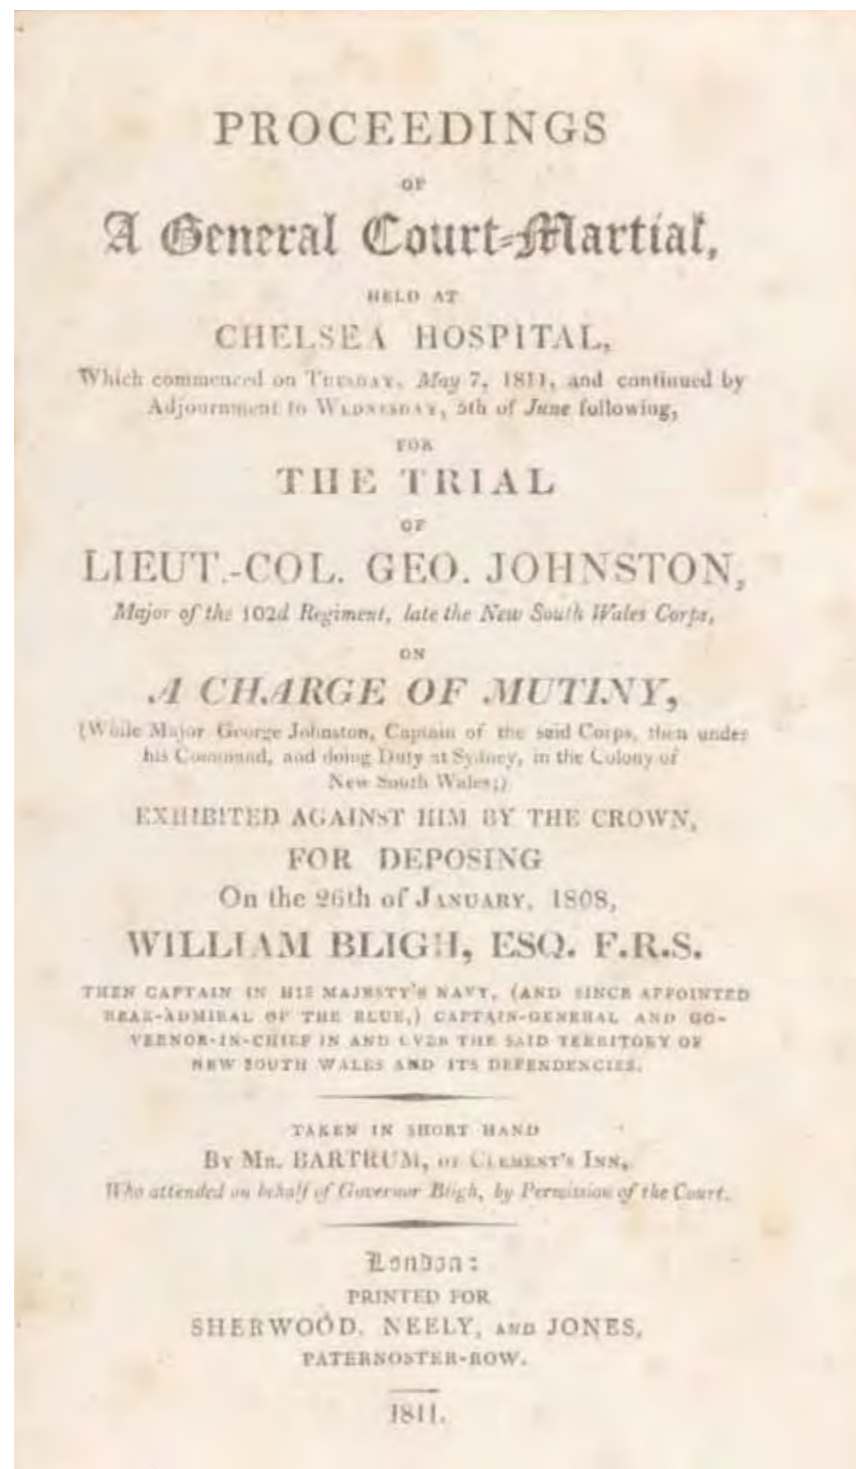 PROCEEDINGS
OF
A General Court-Martial,
HELD AT
CHELSEA HOSPITAL,
Which commenced on TUESDAY, May 7, 1811, and continued by
Adjournment to WEDNESDAY, 5th of June following,
FOR
THE TRIAL
OF
LIEUT.-COL. GEO. JOHNSTON,
Major of the 102d Regiment, late the New South Wales Corps,
ON
A CHARGE OF MUTINY,
(While Major George Johnston, Captain of the said Corps, then under
his Command, and doing Duty at Sydney, in the Colony of
New South Wales;)
EXHIBITED AGAINST HIM BY THE CROWN,
FOR DEPOSING
On the 26th of JANUARY, 1808,
WILLIAM BLIGH, ESQ. F.R.S.
THEN CAPTAIN IN HIS MAJESTY'S NAVY, (AND SINCE APPOINTED
REAR-ADMIRAL OF THE BLUE,) CAPTAIN-GENERAL AND GO-
VERNOR-IN-CHIEF IN AND OVER THE SAID TERRITORY OF
NEW SOUTH WALES AND ITS DEPENDENCIES.
TAKEN IN SHORT HAND
BY MR. BARTRUM, OF CLEMENT'S INN,
Who attended on behalf of Governor Bligh, by Permission of the Court.
London:
PRINTED FOR
SHERWOOD, NEELY, AND JONES,
PATERNOSTER-ROW.
1811.